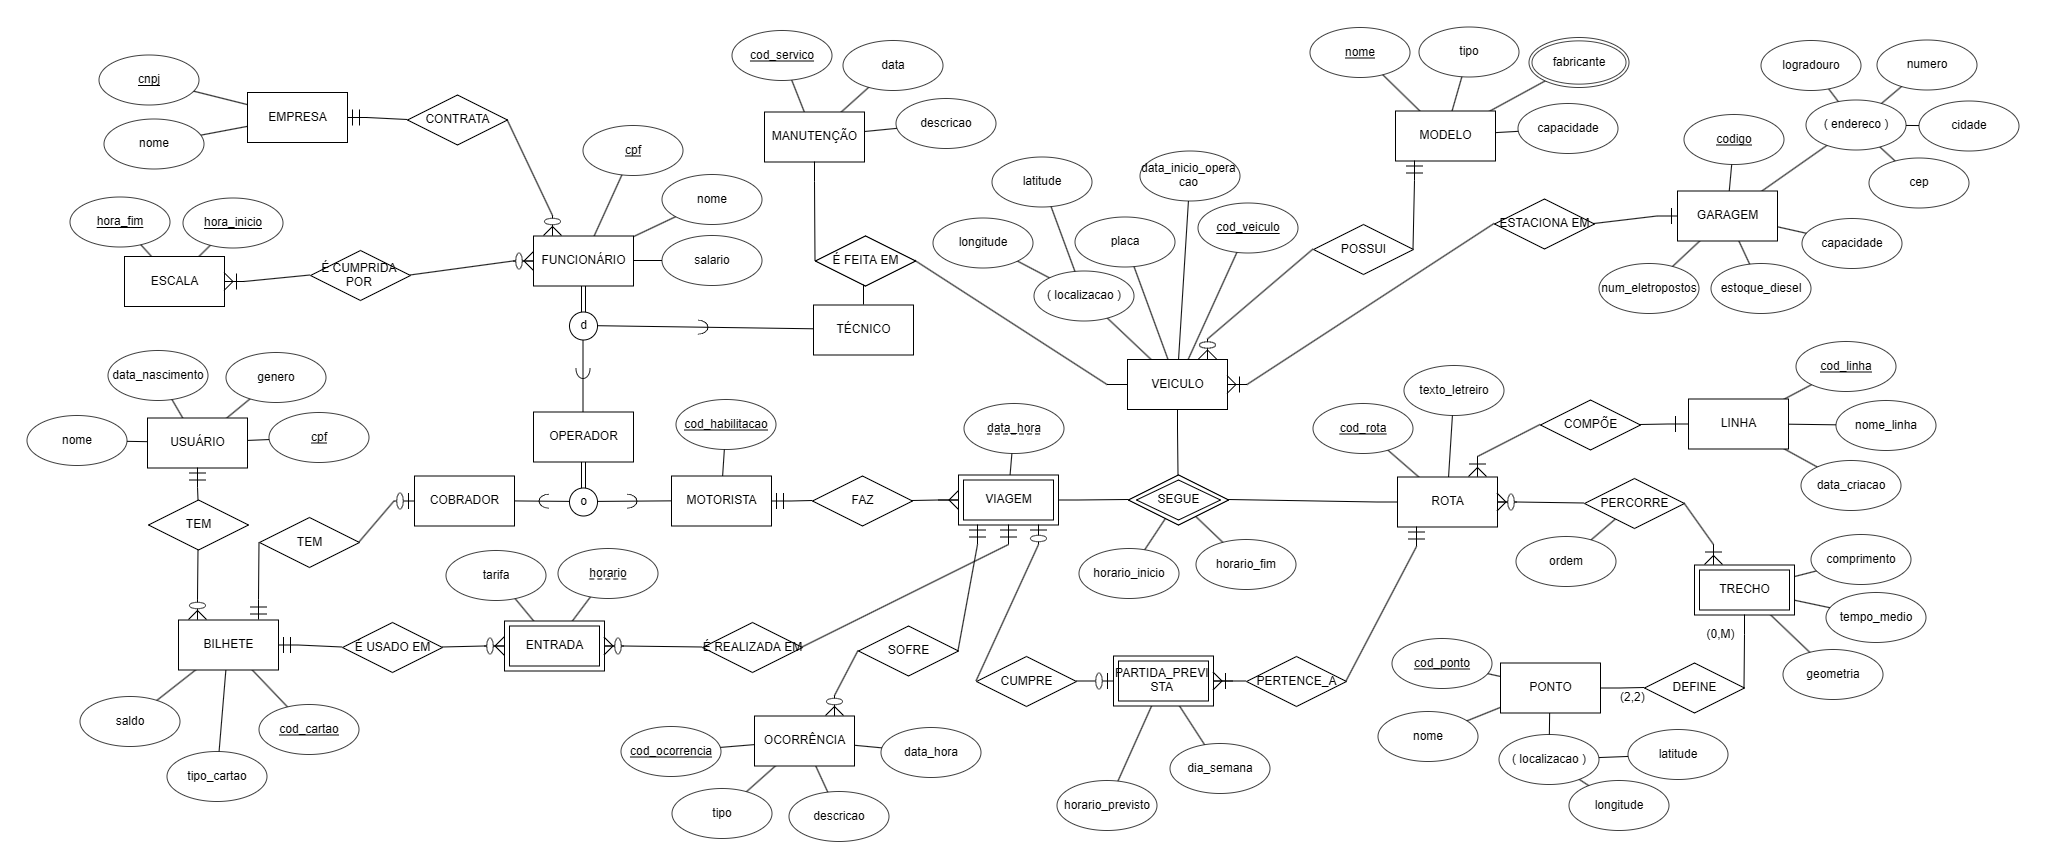 cnpj
nome
EMPRESA
CONTRATA
cod_servico
data
descricao
MANUTENÇÃO
nome
tipo
fabricante
capacidade
MODELO
logradouro
numero
( endereco )
cidade
cep
codigo
GARAGEM
capacidade
num_eletropostos
estoque_diesel
ESTACIONA EM
POSSUI
cpf
nome
salario
FUNCIONÁRIO
hora_fim
hora_inicio
ESCALA
É CUMPRIDA
POR
É FEITA EM
TÉCNICO
d
latitude
longitude
( localizacao )
placa
data_inicio_opera
cao
cod_veiculo
VEICULO
data_nascimento
genero
nome
cpf
USUÁRIO
OPERADOR
o
COBRADOR
cod_habilitacao
MOTORISTA
FAZ
data_hora
VIAGEM
SEGUE
horario_inicio
horario_fim
texto_letreiro
cod_rota
ROTA
COMPÕE
cod_linha
LINHA
nome_linha
data_criacao
PERCORRE
ordem
TRECHO
comprimento
tempo_medio
geometria
(0,M)
DEFINE
(2,2)
PONTO
cod_ponto
nome
( localizacao )
latitude
longitude
TEM
TEM
BILHETE
saldo
tipo_cartao
cod_cartao
É USADO EM
tarifa
horario
ENTRADA
É REALIZADA EM
SOFRE
OCORRÊNCIA
cod_ocorrencia
data_hora
tipo
descricao
CUMPRE
PARTIDA_PREVI
STA
PERTENCE_A
horario_previsto
dia_semana